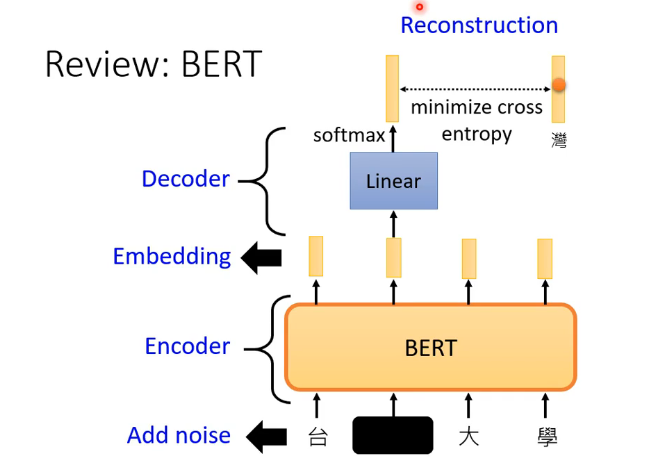 Reconstruction
Review: BERT
minimize cross
entropy
softmax
灣
Decoder
Linear
Embedding
Encoder
BERT
Add noise
台 大 學